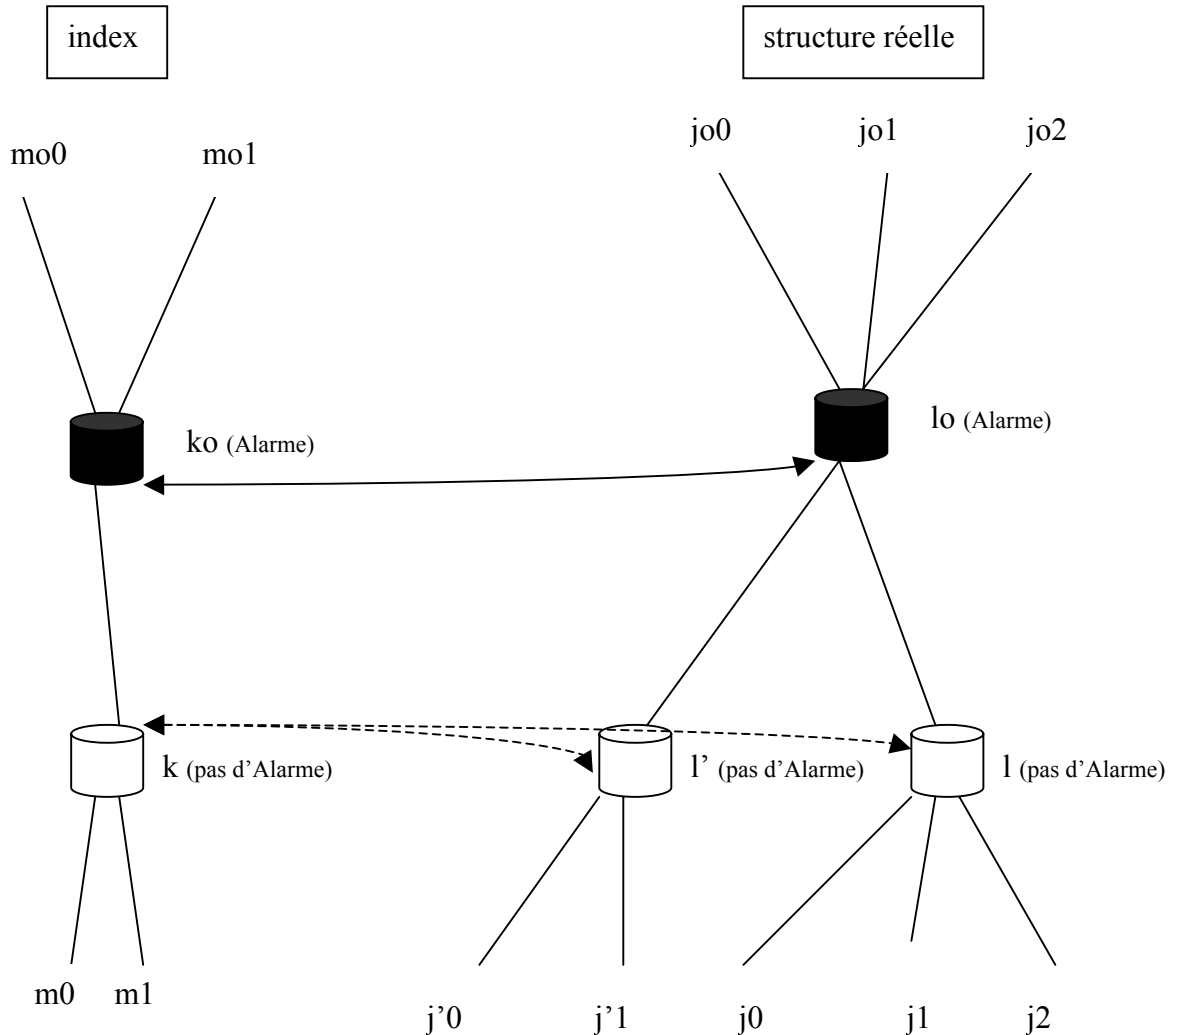 index
structure réelle
mo0
mo1
jo0
jo1
jo2
ko (Alarme)
lo (Alarme)
k (pas d’Alarme)
l’ (pas d’Alarme)
l (pas d’Alarme)
m0
m1
j’0
j’1
j0
j1
j2